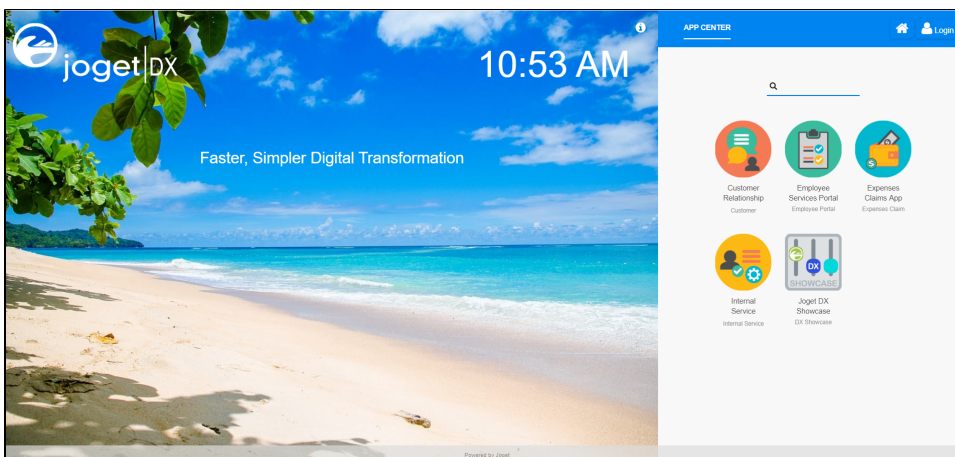 joget|DX
10:53 AM
Faster, Simpler Digital Transformation
APP CENTER
Login
Customer
Relationship
Customer
Employee
Services Portal
Employee Portal
Expenses
Claims App
Expenses Claim
Internal
Service
Internal Service
DX
SHOWCASE
Joget DX
Showcase
DX Showcase
Powered by Joget